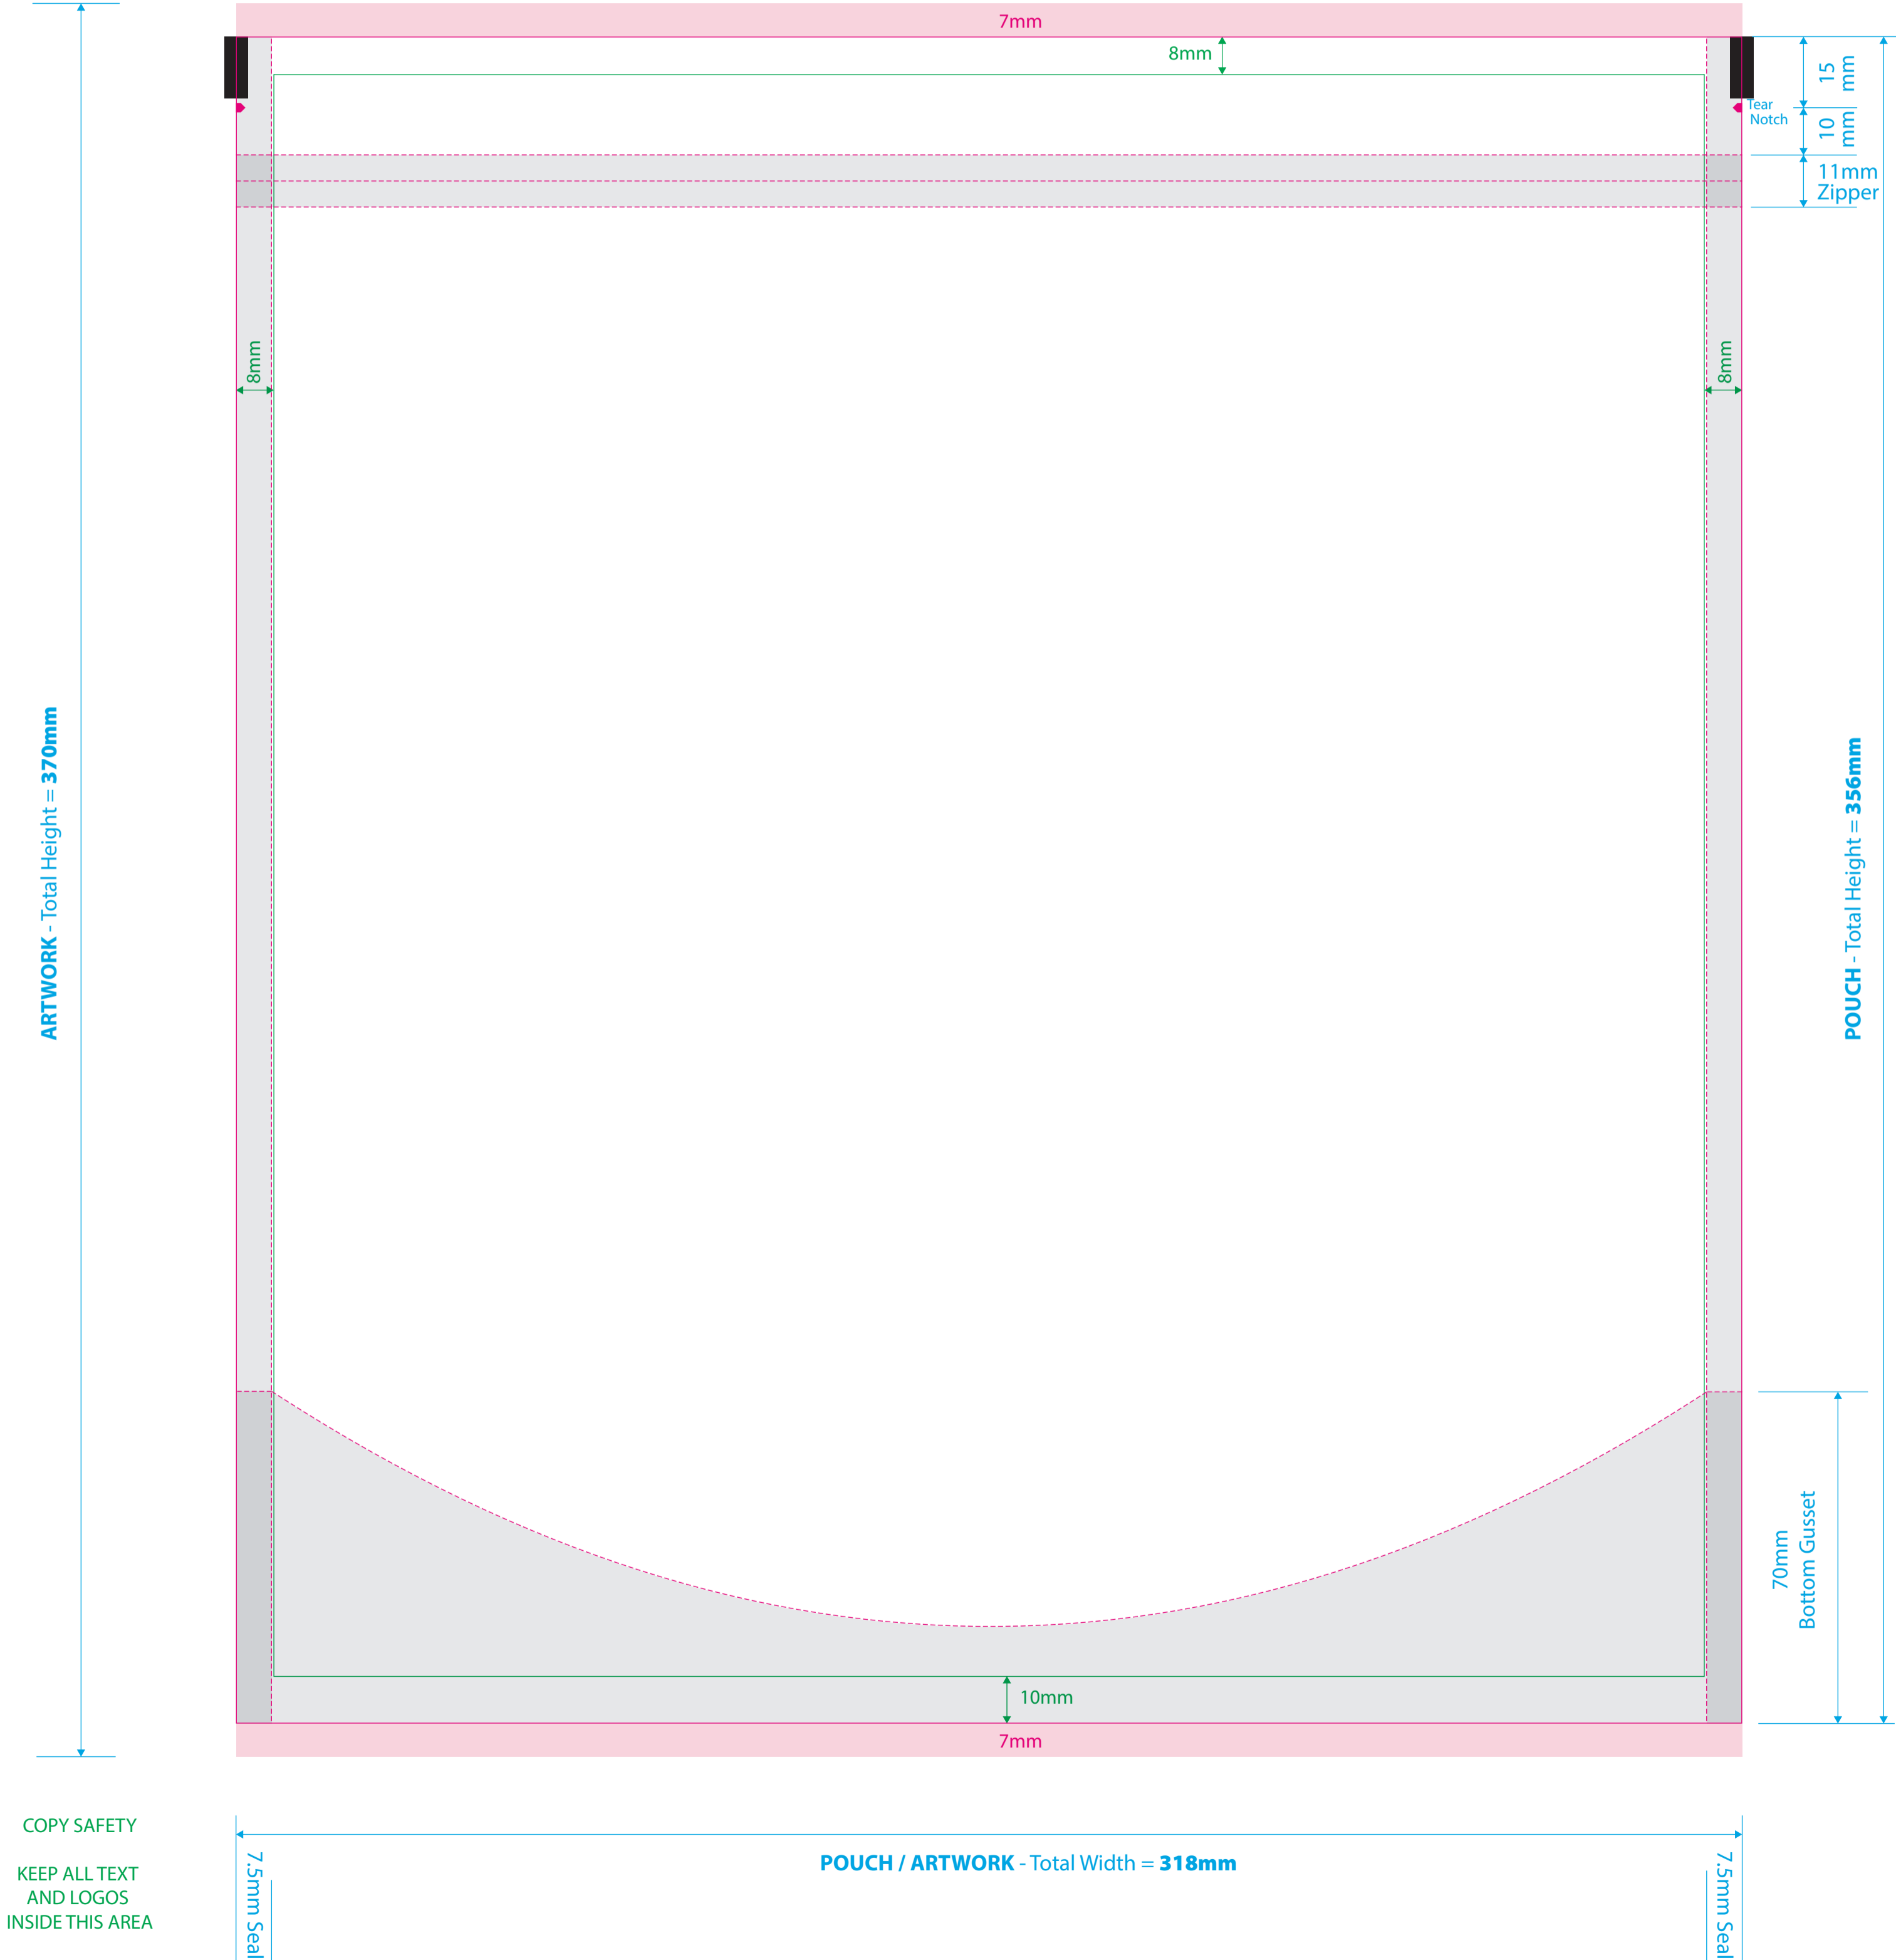 7mm
8mm
15
mm
Tear
Notch
10
mm
11mm
Zipper
8mm
8mm
ARTWORK - Total Height = 370mm
POUCH - Total Height = 356mm
70mm
Bottom Gusset
10mm
7mm
COPY SAFETY
KEEP ALL TEXT
AND LOGOS
INSIDE THIS AREA
POUCH / ARTWORK - Total Width = 318mm
7.5mm Seal
7.5mm Seal